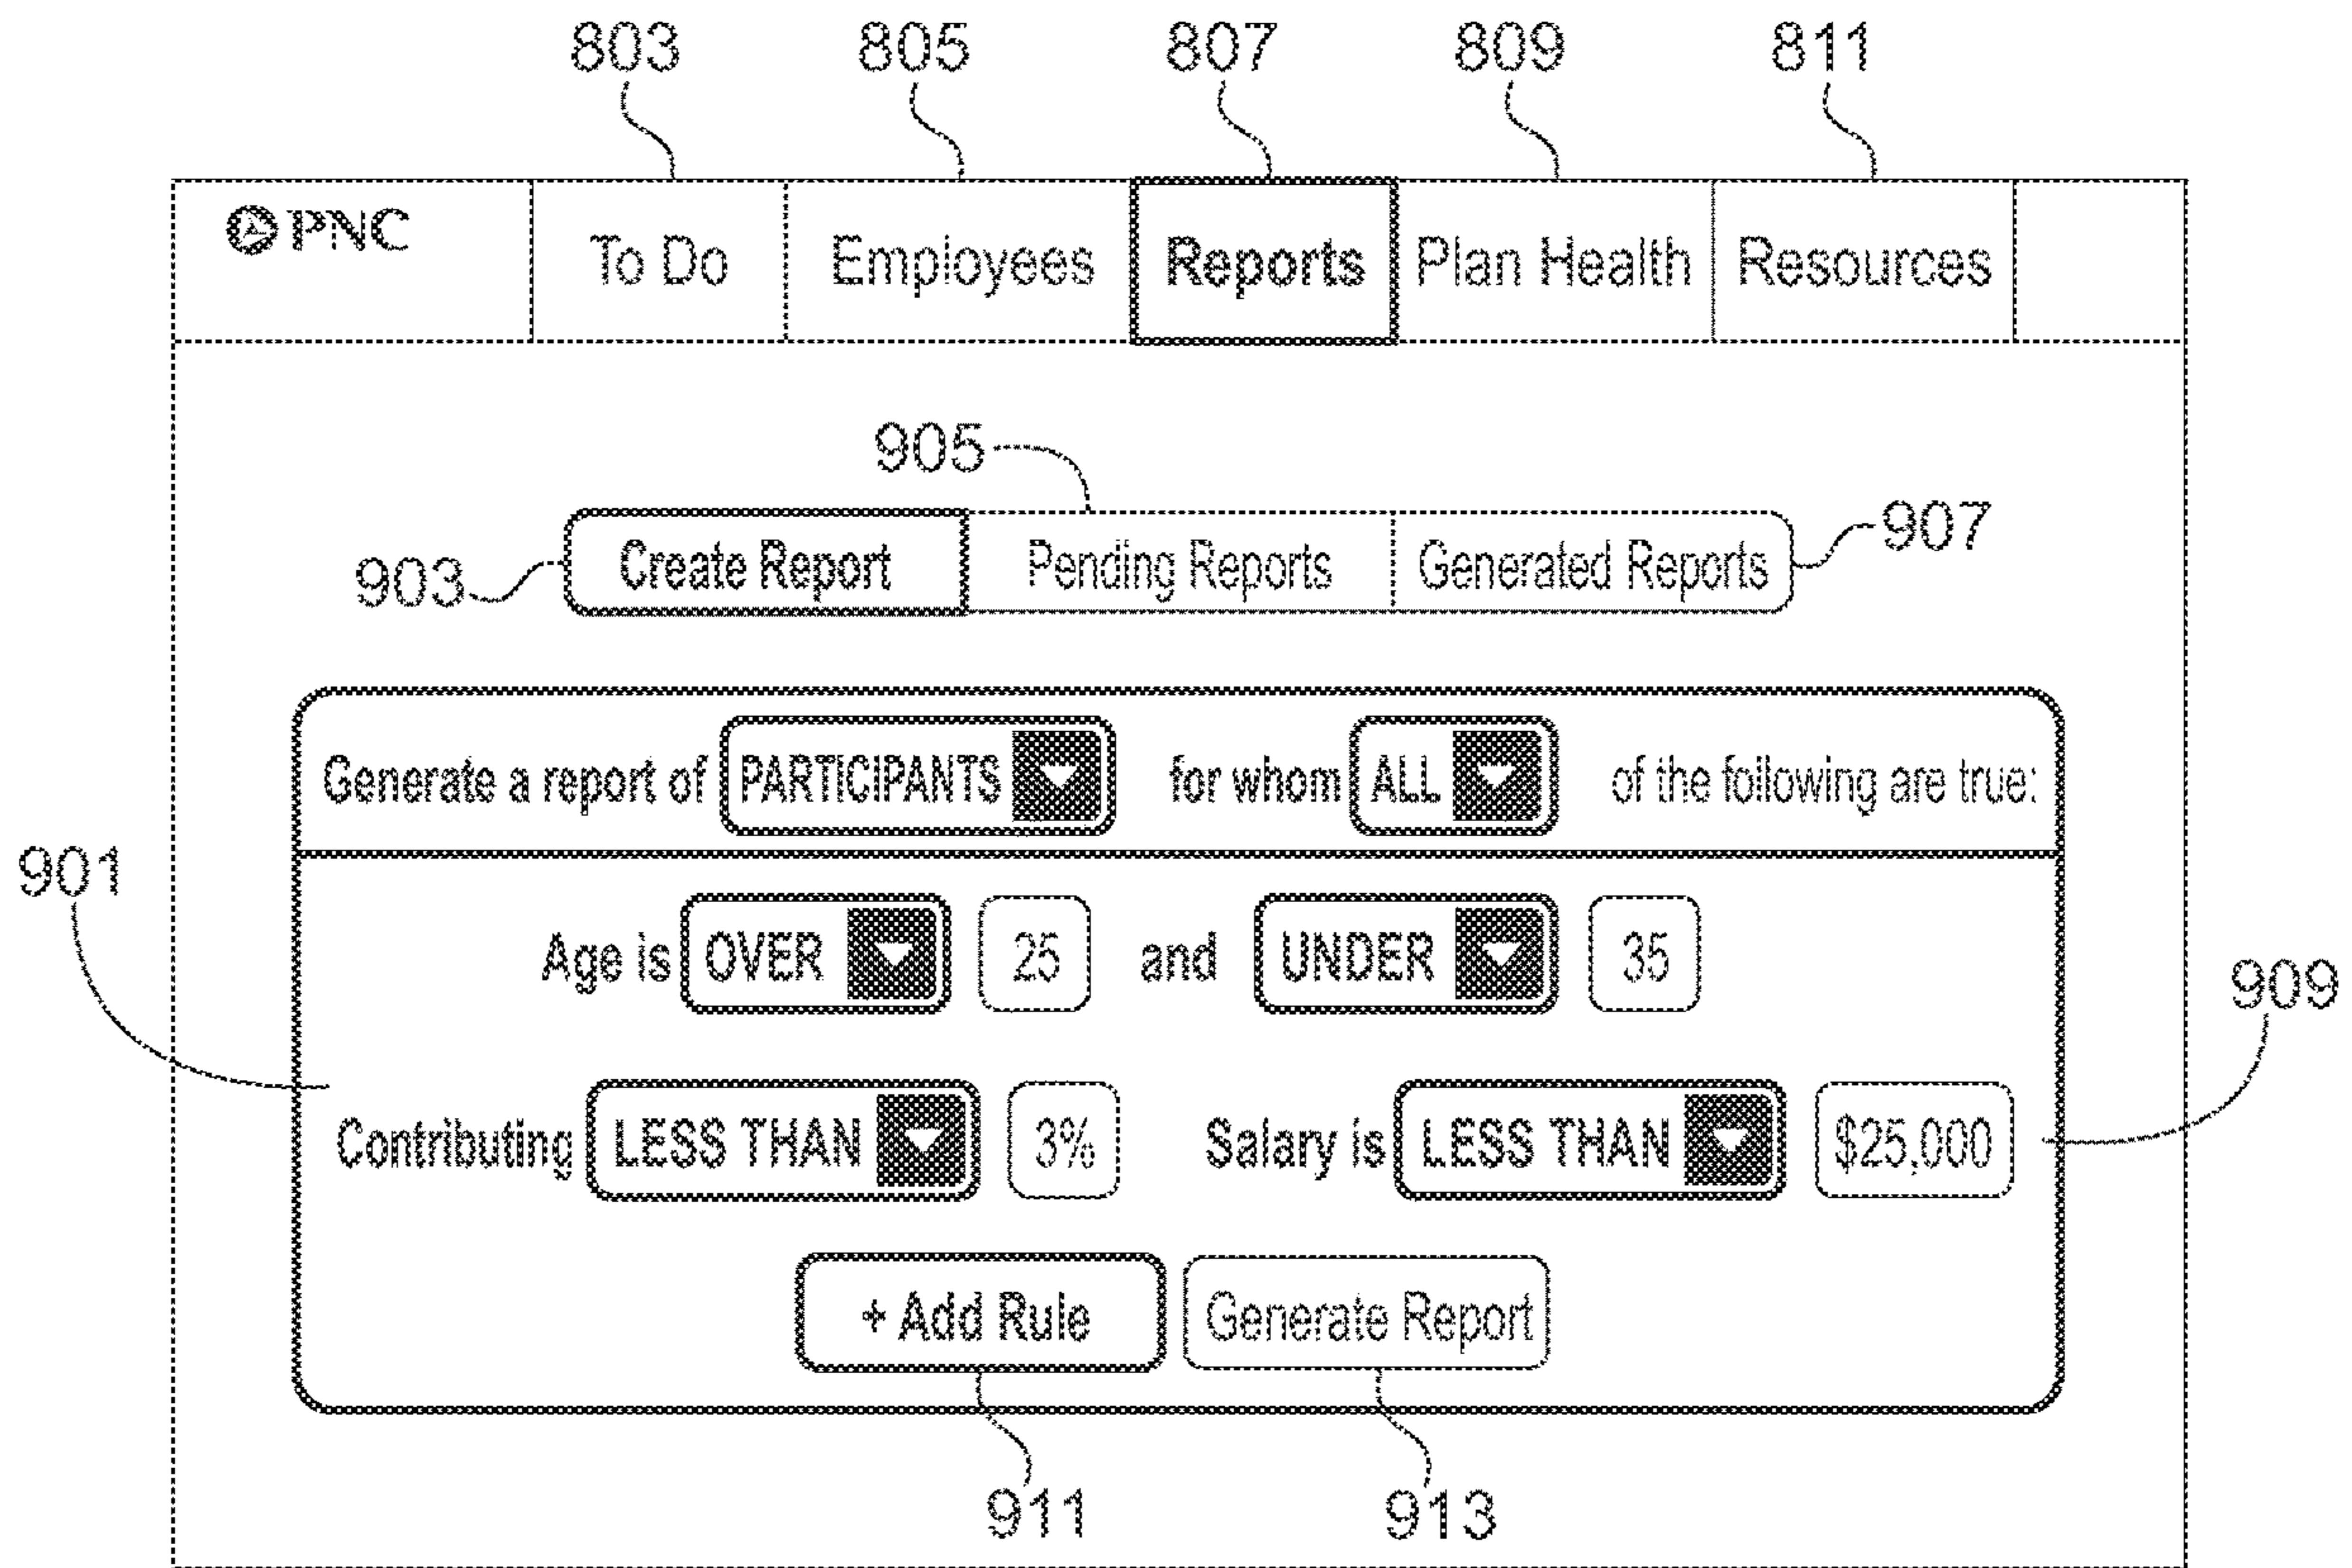 803 805 807 809 811
PNC To Do Employees Reports Plan Health Resources
905
903 Create Report Pending Reports Generated Reports 907
Generate a report of PARTICIPANTS for whom ALL of the following are true:
901
Age is OVER 25 and UNDER 35
909
Contributing LESS THAN 3% Salary is LESS THAN $25,000
+ Add Rule Generate Report
911 913